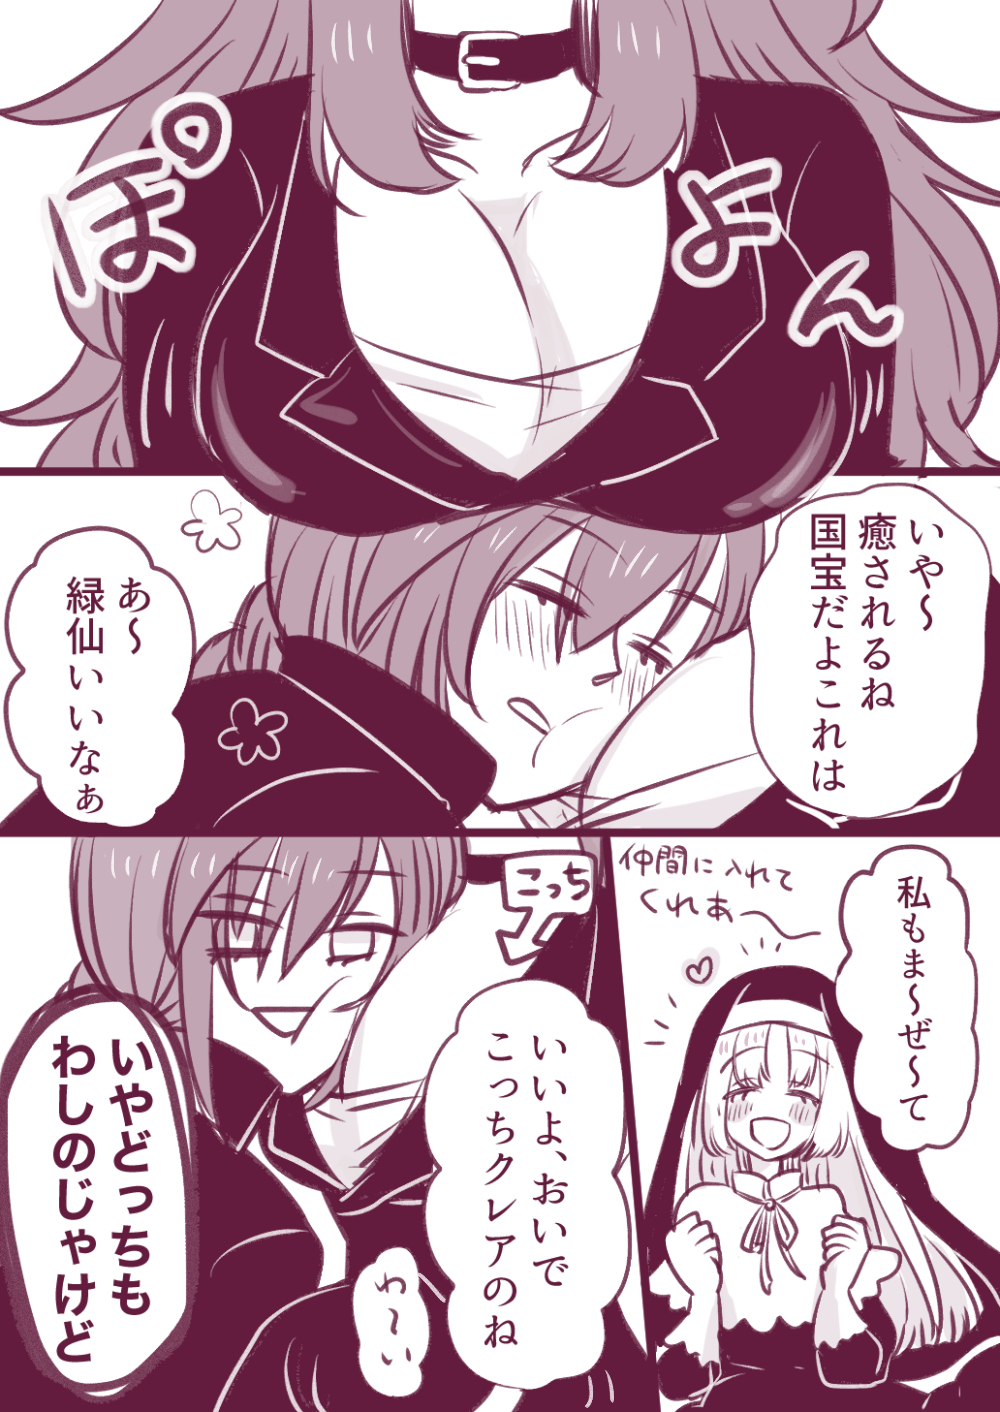 ぽ
よ
ん
いや〜
癒されるね
国宝だよこれは
あ〜
緑仙いいなぁ
私もま〜ぜ〜て
仲間に入れて
くれあ〜
こっち
いいよ、おいで
こっちクレアのね
わ〜い
いやどっちも
わしのじゃけど